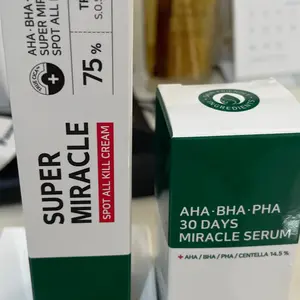 AHA·BHA·
SUPER MIR
SPOT ALL
75 %
S.O.S
SUPER
MIRACLE
SPOT ALL KILL CREAM
INGREDIENTS
AHA·BHA·PHA
30 DAYS
MIRACLE SERUM
+ AHA / BHA / PHA / CENTELLA 14.5 %